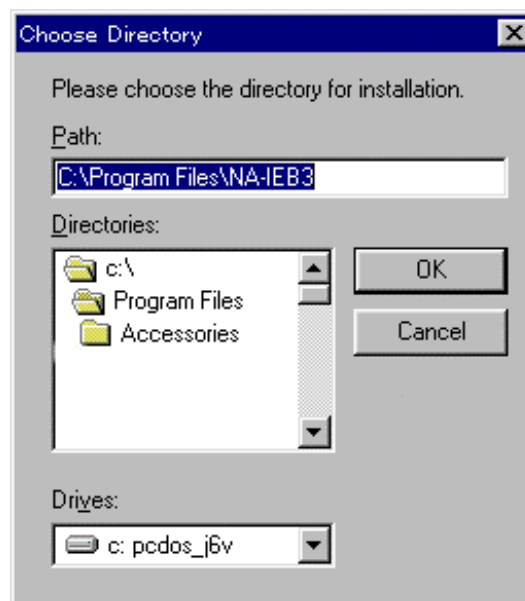 Choose Directory
Please choose the directory for installation.
Path:
C:\Program Files\NA-IEB3
Directories:
c:\
Program Files
Accessories
OK
Cancel
Drives:
c: pcdos_j6v